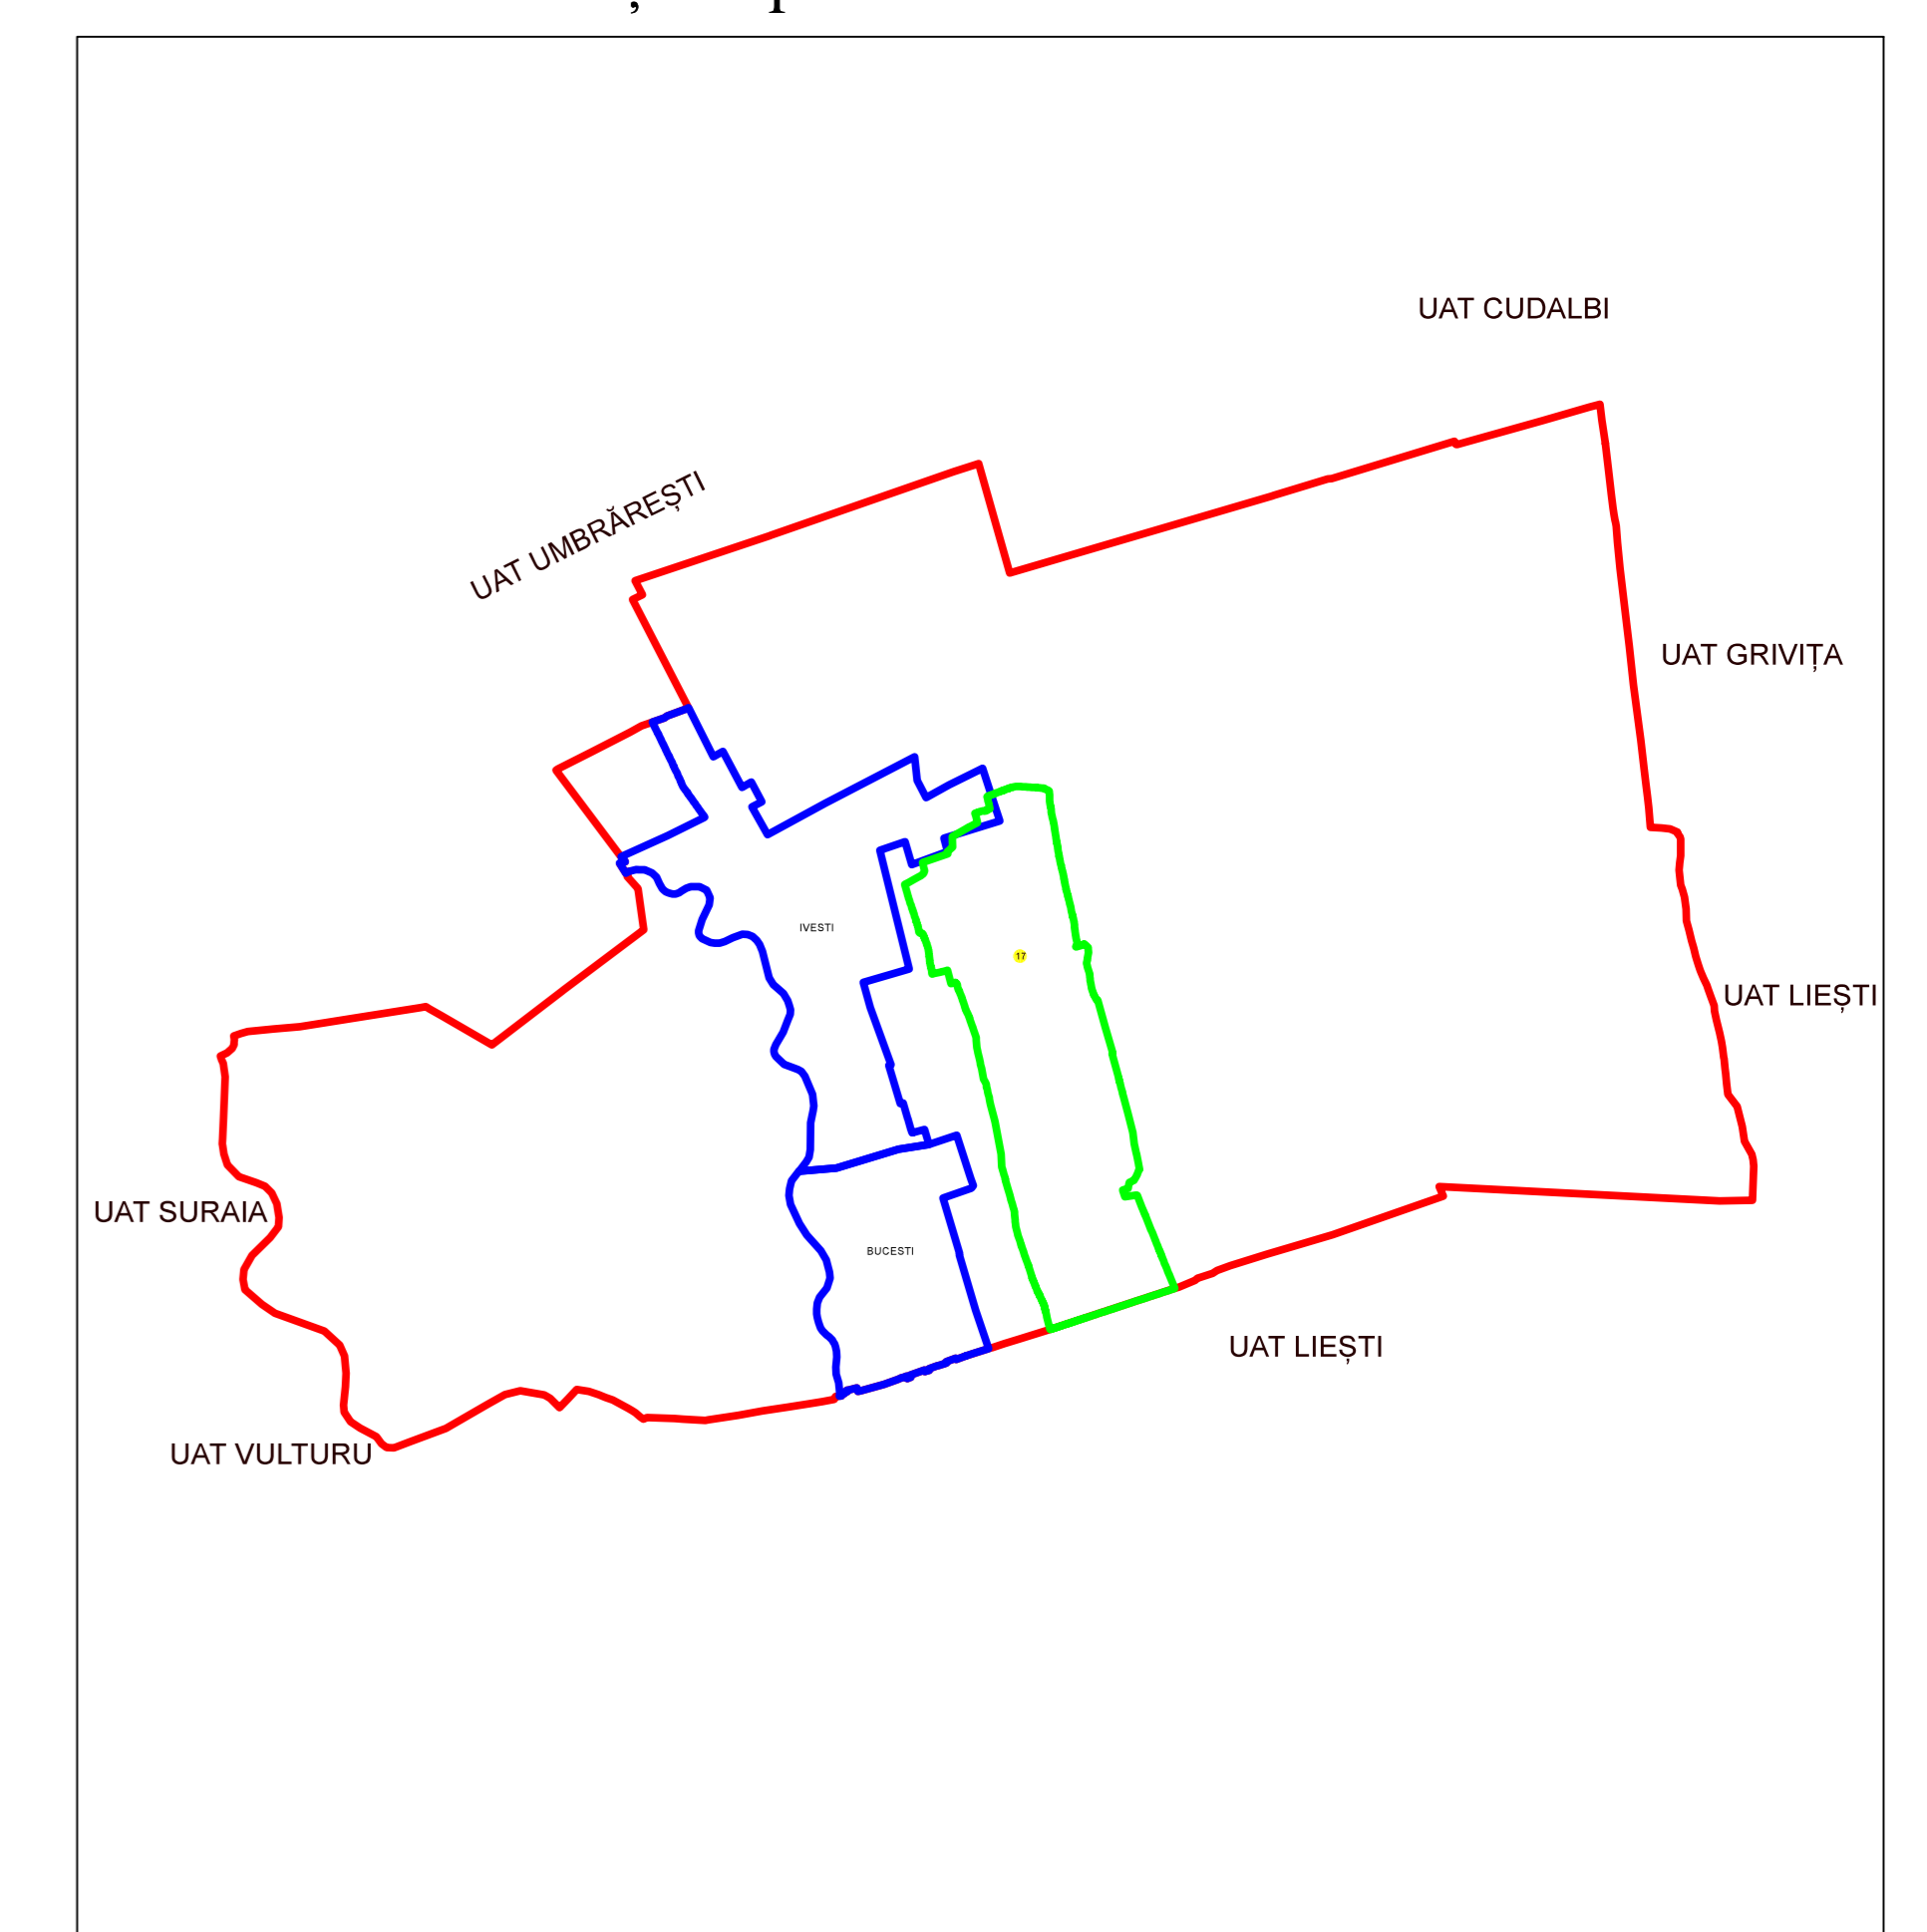 UAT CUDALBI
UAT UMBRĂREȘTI
UAT GRIVIȚA
IVESTI
17
UAT LIEȘTI
UAT SURAIA
BUCESTI
UAT LIEȘTI
UAT VULTURU